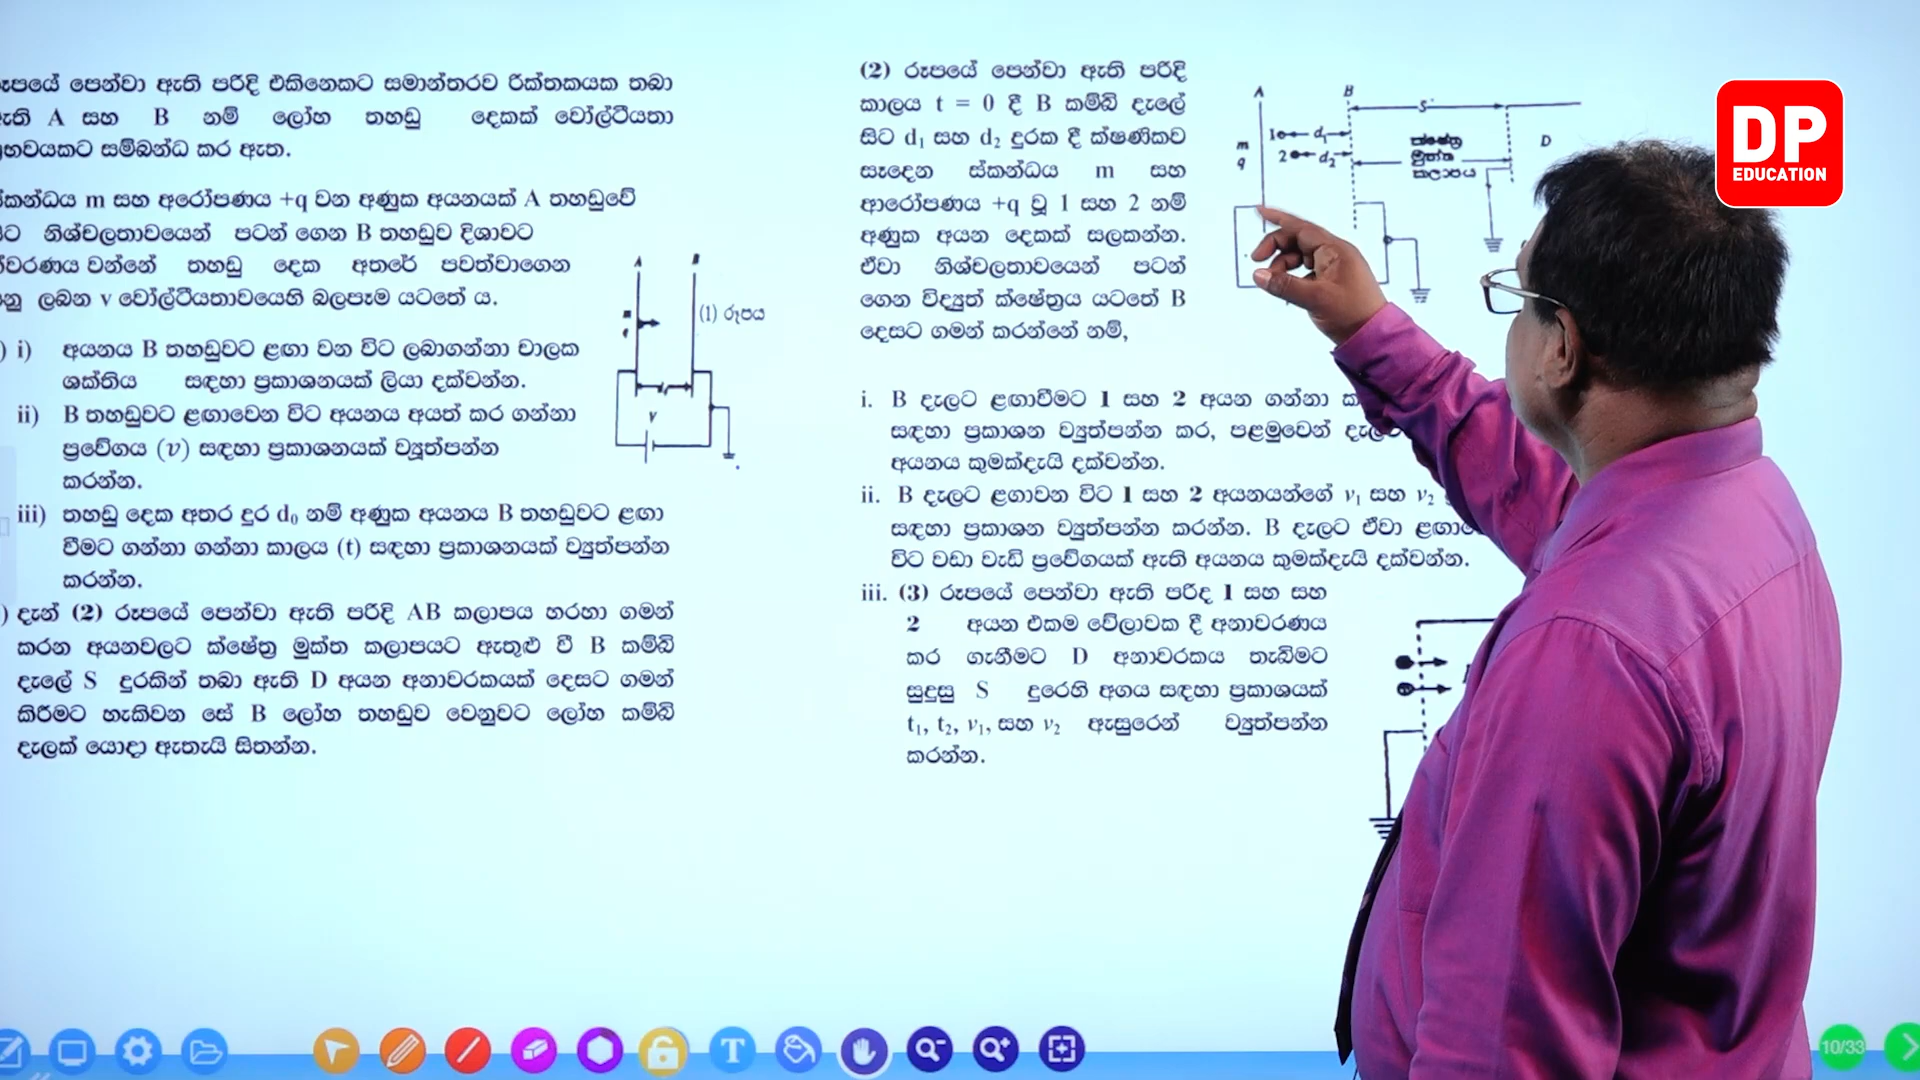 පෙන්වා ඇති පරිදි එකිනෙකට සමාන්තරව රික්තකයක තබා
ඇති A සහ B නම් ලෝහ තහඩු දෙකක් වෝල්ටීයතා
ප්‍රභවයකට සම්බන්ධ කර ඇත.
ස්කන්ධය m සහ අරෝපණය +q වන අණුක අයනයක් A තහඩුවේ
සිට නිශ්චලතාවයෙන් පටන් ගෙන B තහඩුව දිශාවට
ත්වරණය වන්නේ තහඩු දෙක අතරේ පවත්වාගෙන
යනු ලබන v වෝල්ටීයතාවයෙහි බලපෑම යටතේ ය.
i) අයනය B තහඩුවට ළඟා වන විට ලබාගන්නා චාලක
ශක්තිය සඳහා ප්‍රකාශනයක් ලියා දක්වන්න.
ii) B තහඩුවට ළඟාවෙන විට අයනය අයත් කර ගන්නා
ප්‍රවේගය (v) සඳහා ප්‍රකාශනයක් ව්‍යූත්පන්න
කරන්න.
iii) තහඩු දෙක අතර දුර d₀ නම් අණුක අයනය B තහඩුවට ළඟා
වීමට ගන්නා ගන්නා කාලය (t) සඳහා ප්‍රකාශනයක් ව්‍යුත්පන්න
කරන්න.
) දැන් (2) රූපයේ පෙන්වා ඇති පරිදි AB කලාපය හරහා ගමන්
කරන අයනවලට ක්ෂේත්‍ර මුක්ත කලාපයට ඇතුළු වී B කම්බි
දැලේ S දුරකින් තබා ඇති D අයන අනාවරකයක් දෙසට ගමන්
කිරීමට හැකිවන සේ B ලෝහ තහඩුව වෙනුවට ලෝහ කම්බි
දැලක් යොදා ඇතැයි සිතන්න.
A
(1) රූපය
v
(2) රූපයේ පෙන්වා ඇති පරිදි
කාලය t = 0 දී B කම්බි දැලේ
සිට d₁ සහ d₂ දුරක දී ක්ෂණිකව
සෑදෙන ස්කන්ධය m සහ
ආරෝපණය +q වූ 1 සහ 2 නම්
අණුක අයන දෙකක් සලකන්න.
ඒවා නිශ්චලතාවයෙන් පටන්
ගෙන විද්‍යුත් ක්ෂේත්‍රය යටතේ B
දෙසට ගමන් කරන්නේ නම්,
A B S
1 d₁ D
m 2 d₂ ක්ෂේත්‍ර
q මුක්ත
කලාපය
i. B දැලට ළඟාවීමට 1 සහ 2 අයන ගන්නා
සඳහා ප්‍රකාශන ව්‍යුත්පන්න කර, පළමුවෙන්
අයනය කුමක්දැයි දක්වන්න.
ii. B දැලට ළගාවන විට 1 සහ 2 අයනයන්ගේ v₁ සහ v₂
සඳහා ප්‍රකාශන ව්‍යුත්පන්න කරන්න. B දැලට ඒවා
විට වඩා වැඩි ප්‍රවේගයක් ඇති අයනය කුමක්දැයි දක්වන්න.
iii. (3) රූපයේ පෙන්වා ඇති පරිද 1 සහ සහ
2 අයන එකම වේලාවක දී අනාවරණය
කර ගැනීමට D අනාවරකය තැබීමට
සුදුසු S දුරෙහි අගය සඳහා ප්‍රකාශයක්
t₁, t₂, v₁, සහ v₂ ඇසුරෙන් ව්‍යුත්පන්න
කරන්න.
DP
EDUCATION
T
10/33